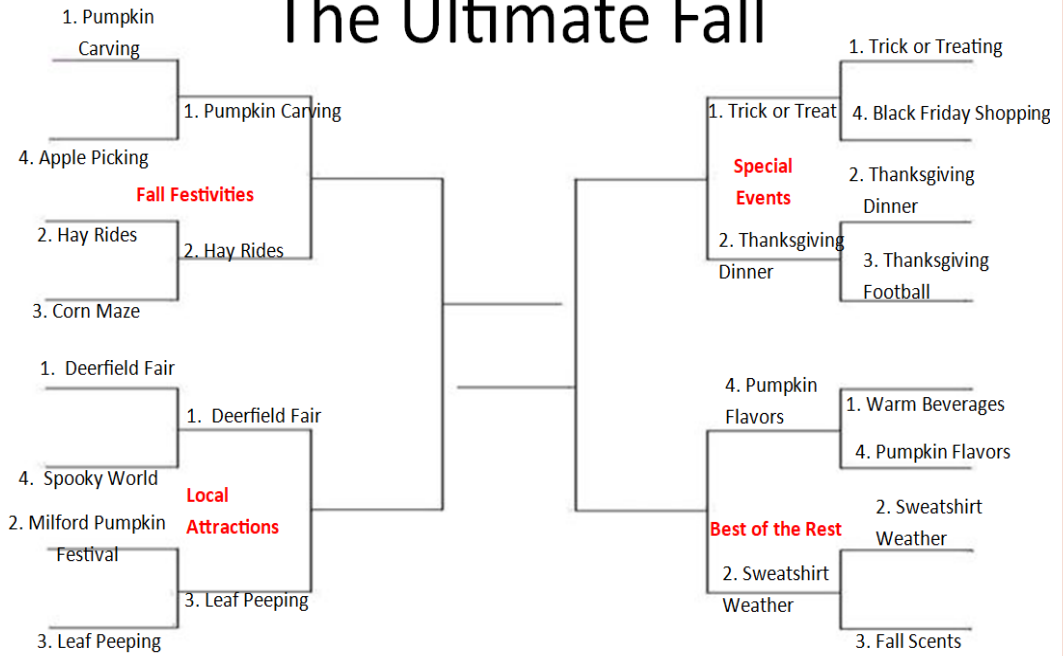 The Ultimate Fall
1. Pumpkin
Carving
4. Apple Picking
1. Pumpkin Carving
Fall Festivities
2. Hay Rides
3. Corn Maze
2. Hay Rides
1. Deerfield Fair
4. Spooky World
1. Deerfield Fair
Local
Attractions
2. Milford Pumpkin
Festival
3. Leaf Peeping
3. Leaf Peeping
1. Trick or Treating
4. Black Friday Shopping
1. Trick or Treat
Special
Events
2. Thanksgiving
Dinner
3. Thanksgiving
Football
2. Thanksgiving
Dinner
4. Pumpkin
Flavors
1. Warm Beverages
4. Pumpkin Flavors
Best of the Rest
2. Sweatshirt
Weather
3. Fall Scents
2. Sweatshirt
Weather